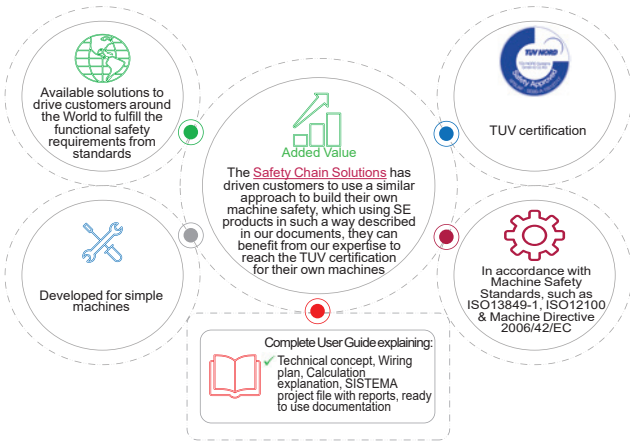 Available solutions to
drive customers around
the World to fulfill the
functional safety
requirements from
standards
TUV NORD
Safety Approved
TUV certification
Added Value
The Safety Chain Solutions has
driven customers to use a similar
approach to build their own
machine safety, which using SE
products in such a way described
in our documents, they can
benefit from our expertise to
reach the TUV certification
for their own machines
Developed for simple
machines
In accordance with
Machine Safety
Standards, such as
ISO13849-1, ISO12100
& Machine Directive
2006/42/EC
Complete User Guide explaining:
✓ Technical concept, Wiring
plan, Calculation
explanation, SISTEMA
project file with reports, ready
to use documentation